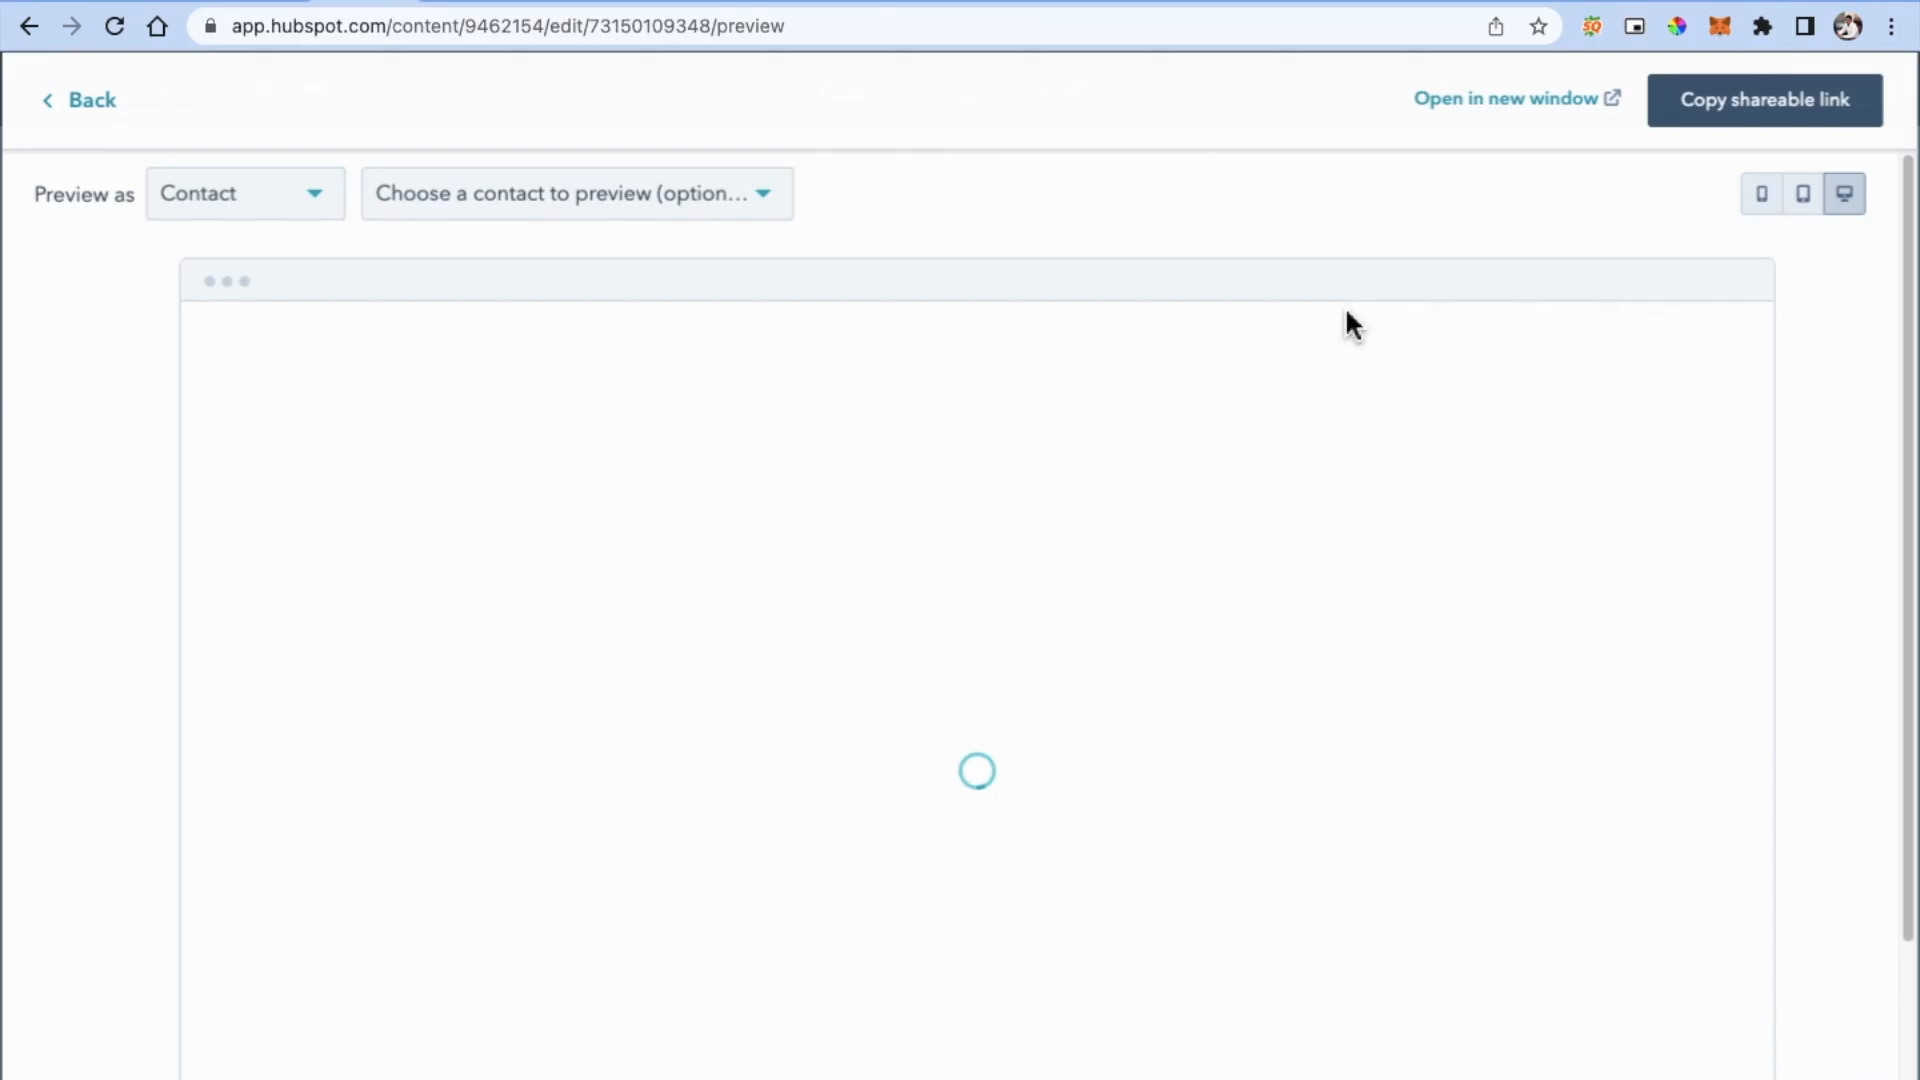 app.hubspot.com/content/9462154/edit/73150109348/preview
SQ
Back
Open in new window
Copy shareable link
Preview as
Contact
Choose a contact to preview (option...